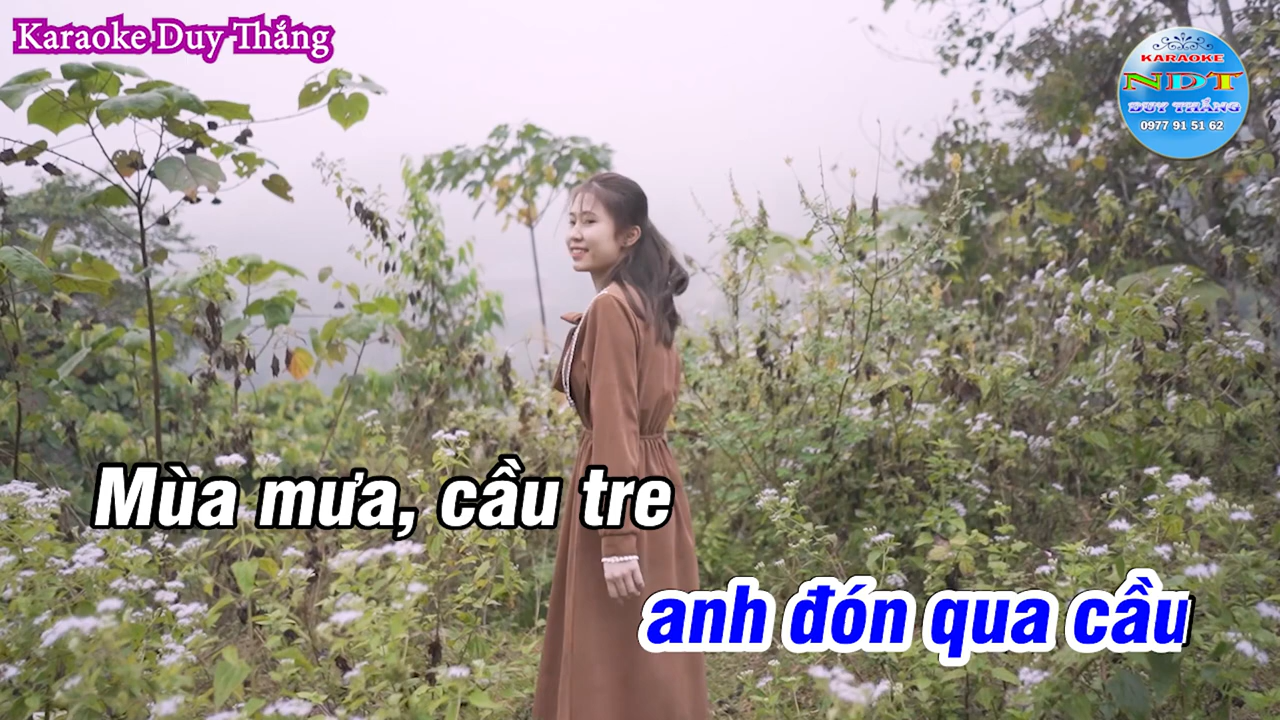 Karaoke Duy Thắng
KARAOKE
NDT
DUY THẮNG
0977 91 51 62
Mùa mưa, cầu tre
anh đón qua cầu